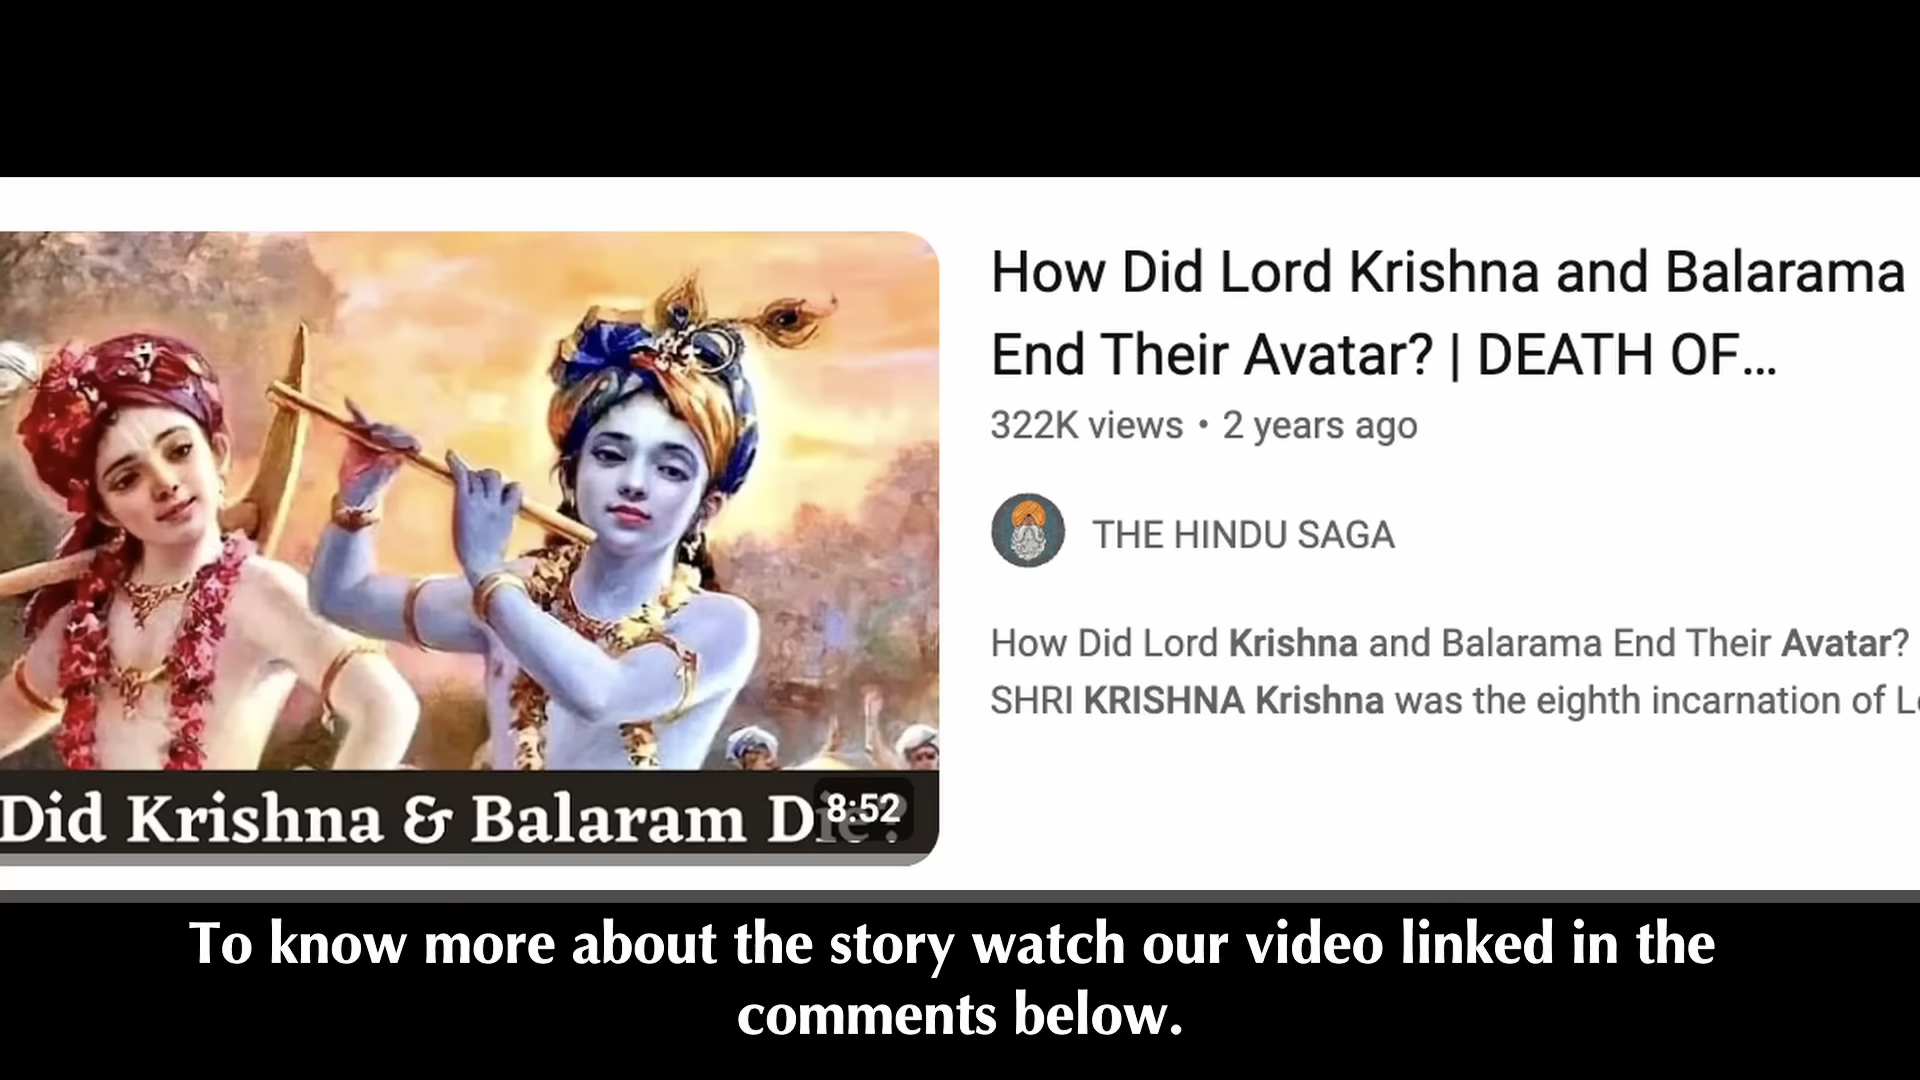 How Did Lord Krishna and Balarama
End Their Avatar? | DEATH OF...
322K views • 2 years ago
THE HINDU SAGA
How Did Lord Krishna and Balarama End Their Avatar?
SHRI KRISHNA Krishna was the eighth incarnation of
Did Krishna & Balaram Die?
8:52
To know more about the story watch our video linked in the
comments below.